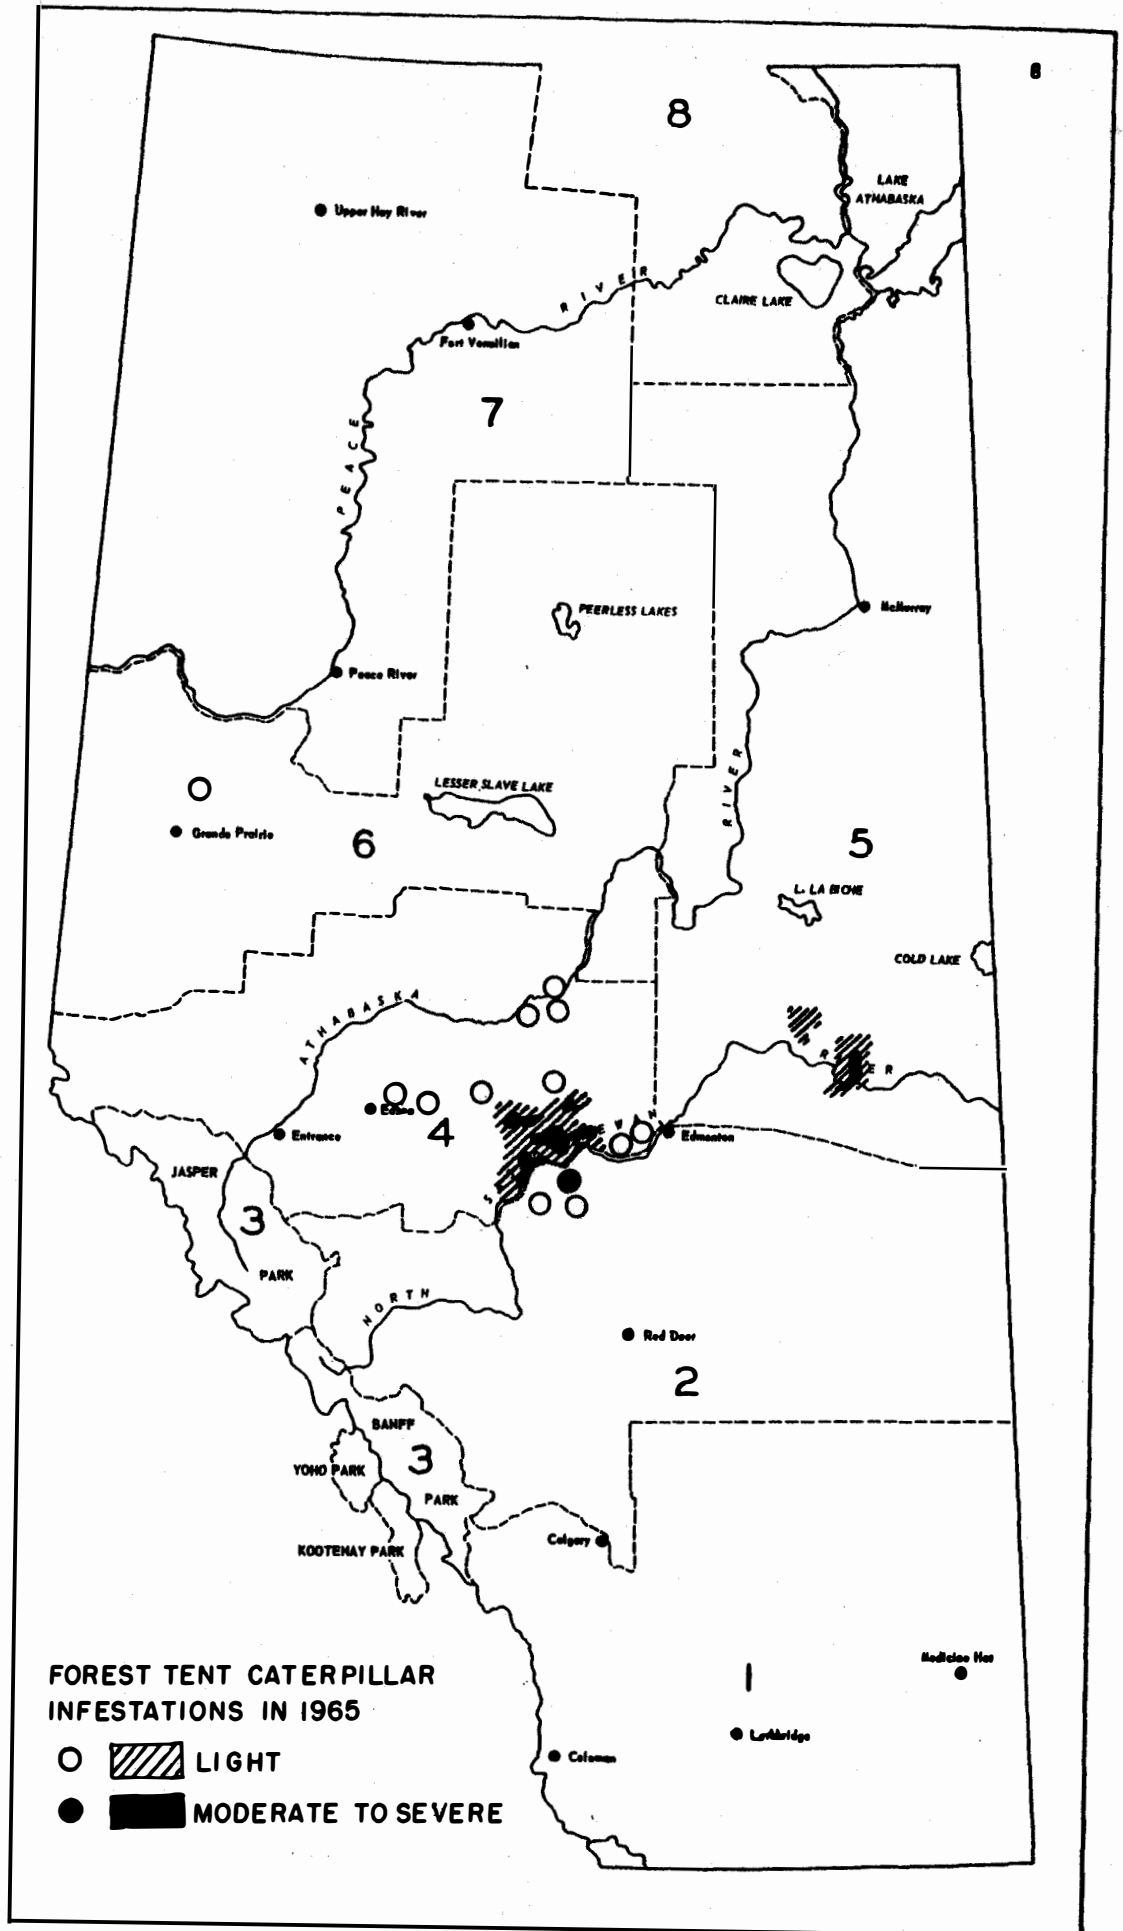 8
8
LAKE
ATHABASKA
Upper Hay River
RIVER
CLAIRE LAKE
Fort Vermilion
7
PEACE
PEERLESS LAKES
McMurray
Peace River
RIVER
LESSER SLAVE LAKE
Grande Prairie
6
5
L. LA BICHE
COLD LAKE
ATHABASKA
Edson
4
Entrance
Edmonton
JASPER
3
PARK
NORTH
Red Deer
2
BANFF
3
YOHO PARK
PARK
Calgary
KOOTENAY PARK
1
Medicine Hat
Lethbridge
Coleman
FOREST TENT CATERPILLAR
INFESTATIONS IN 1965
LIGHT
MODERATE TO SEVERE